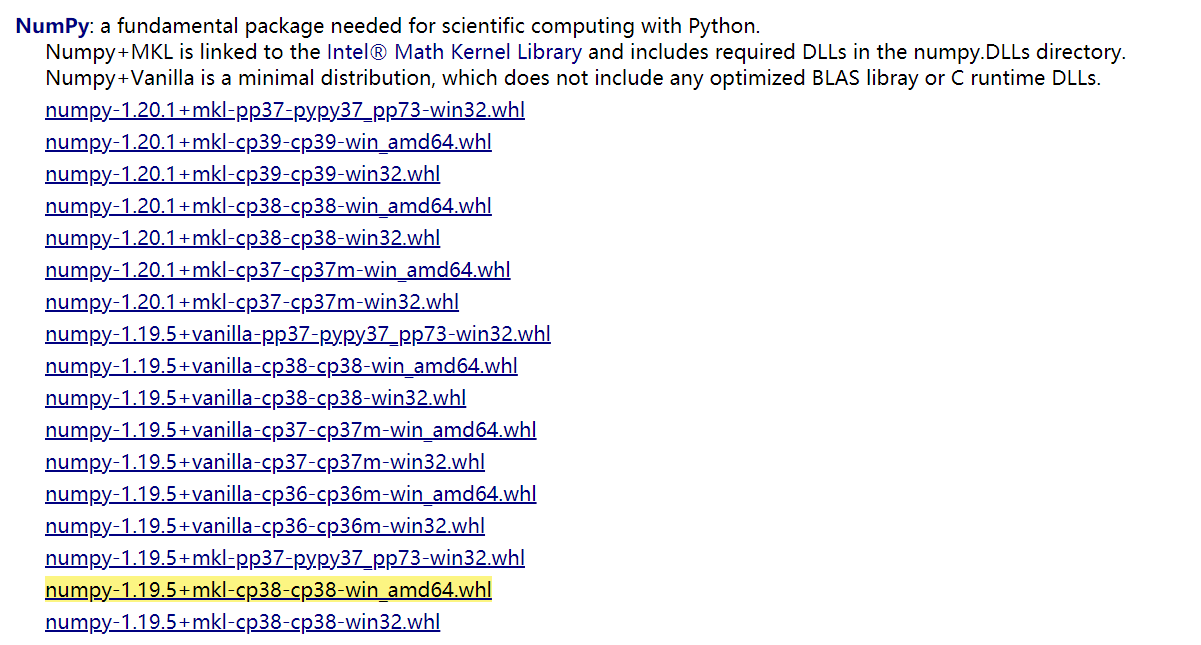 NumPy: a fundamental package needed for scientific computing with Python.
Numpy+MKL is linked to the Intel® Math Kernel Library and includes required DLLs in the numpy.DLLs directory.
Numpy+Vanilla is a minimal distribution, which does not include any optimized BLAS libray or C runtime DLLs.
numpy-1.20.1+mkl-pp37-pypy37_pp73-win32.whl
numpy-1.20.1+mkl-cp39-cp39-win_amd64.whl
numpy-1.20.1+mkl-cp39-cp39-win32.whl
numpy-1.20.1+mkl-cp38-cp38-win_amd64.whl
numpy-1.20.1+mkl-cp38-cp38-win32.whl
numpy-1.20.1+mkl-cp37-cp37m-win_amd64.whl
numpy-1.20.1+mkl-cp37-cp37m-win32.whl
numpy-1.19.5+vanilla-pp37-pypy37_pp73-win32.whl
numpy-1.19.5+vanilla-cp38-cp38-win_amd64.whl
numpy-1.19.5+vanilla-cp38-cp38-win32.whl
numpy-1.19.5+vanilla-cp37-cp37m-win_amd64.whl
numpy-1.19.5+vanilla-cp37-cp37m-win32.whl
numpy-1.19.5+vanilla-cp36-cp36m-win_amd64.whl
numpy-1.19.5+vanilla-cp36-cp36m-win32.whl
numpy-1.19.5+mkl-pp37-pypy37_pp73-win32.whl
numpy-1.19.5+mkl-cp38-cp38-win_amd64.whl
numpy-1.19.5+mkl-cp38-cp38-win32.whl